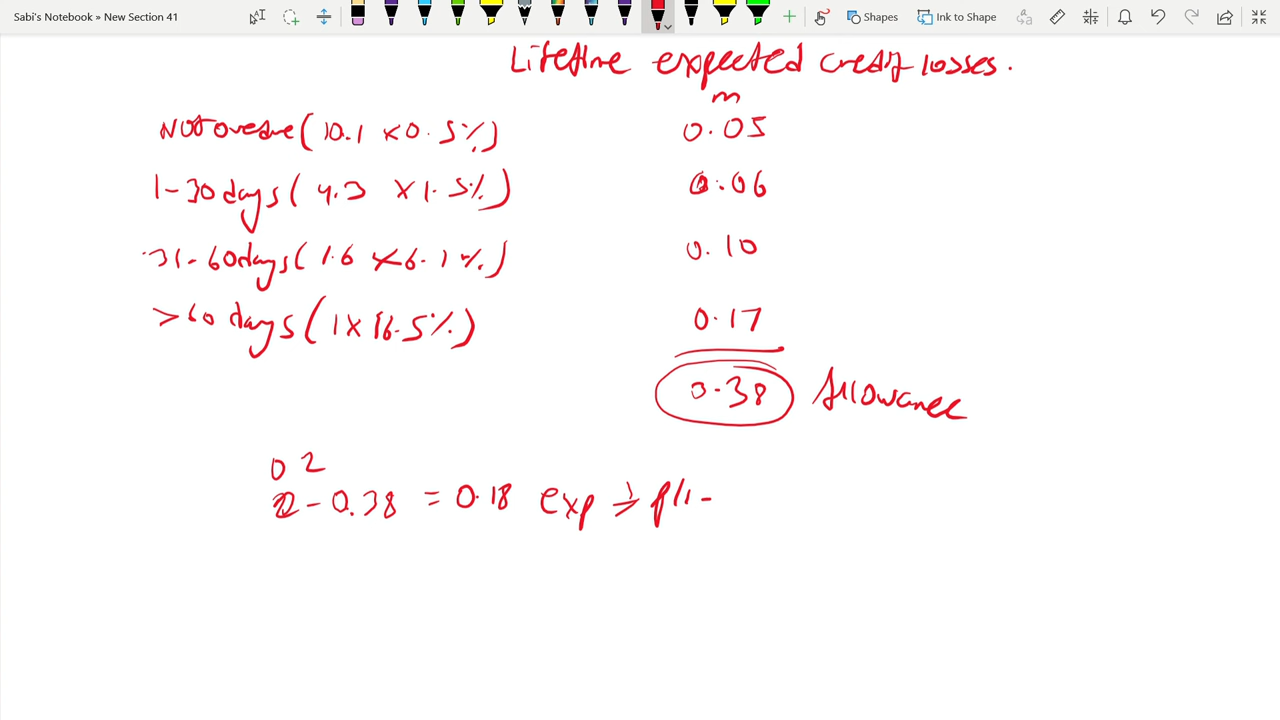 Sabi's Notebook » New Section 41
Shapes
Ink to Shape
Lifetime expected credit losses.
m
Not overdue (10.1 x 0.5%) 0.05
1-30 days (4.3 x 1.5%) 0.06
31-60 days (1.6 x 6.1%) 0.10
>60 days (1 x 16.5%) 0.17
0.38 Allowance
0 2
- 0.38 = 0.18 exp ⇒